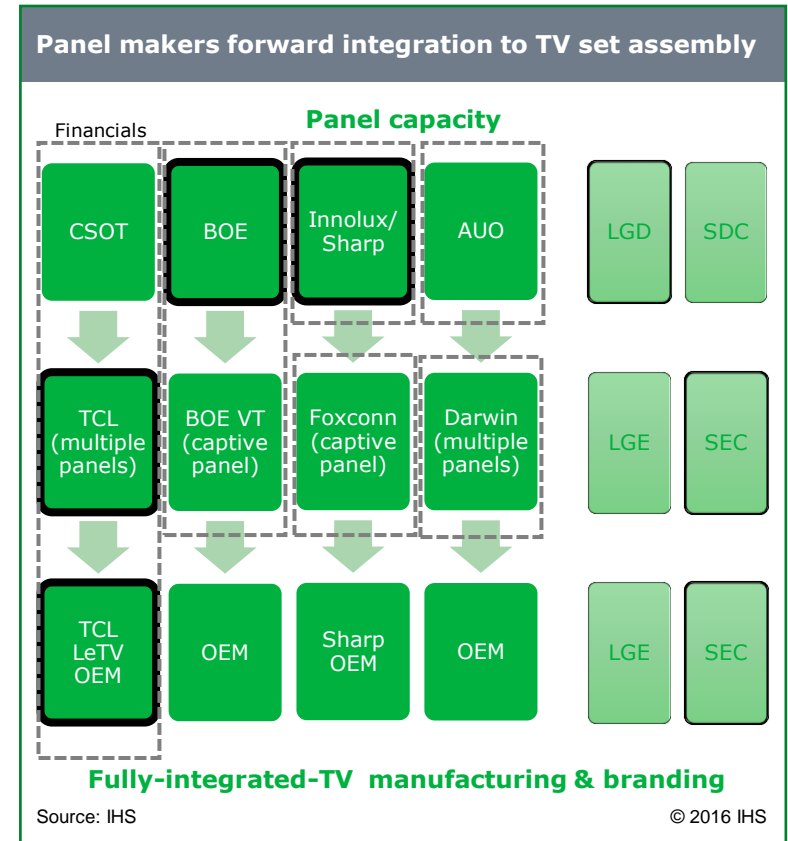 Panel makers forward integration to TV set assembly
Financials
Panel capacity
CSOT
BOE
Innolux/
Sharp
AUO
LGD
SDC
TCL
(multiple
panels)
BOE VT
(captive
panel)
Foxconn
(captive
panel)
Darwin
(multiple
panels)
LGE
SEC
TCL
LeTV
OEM
OEM
Sharp
OEM
OEM
LGE
SEC
Fully-integrated-TV manufacturing & branding
Source: IHS
© 2016 IHS